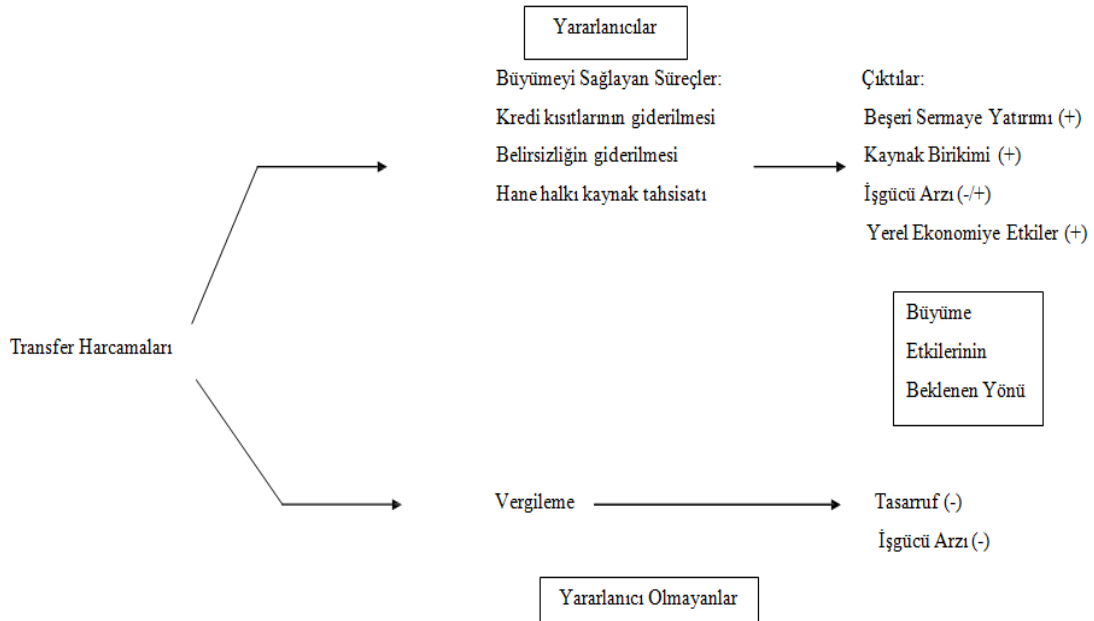 Yararlanıcılar
Büyümeyi Sağlayan Süreçler:
Kredi kısıtlarının giderilmesi
Belirsizliğin giderilmesi
Hane halkı kaynak tahsisatı
Çıktılar:
Beşeri Sermaye Yatırımı (+)
Kaynak Birikimi (+)
İşgücü Arzı (-/+)
Yerel Ekonomiye Etkiler (+)
Büyüme
Etkilerinin
Beklenen Yönü
Transfer Harcamaları
Vergileme
Tasarruf (-)
İşgücü Arzı (-)
Yararlanıcı Olmayanlar